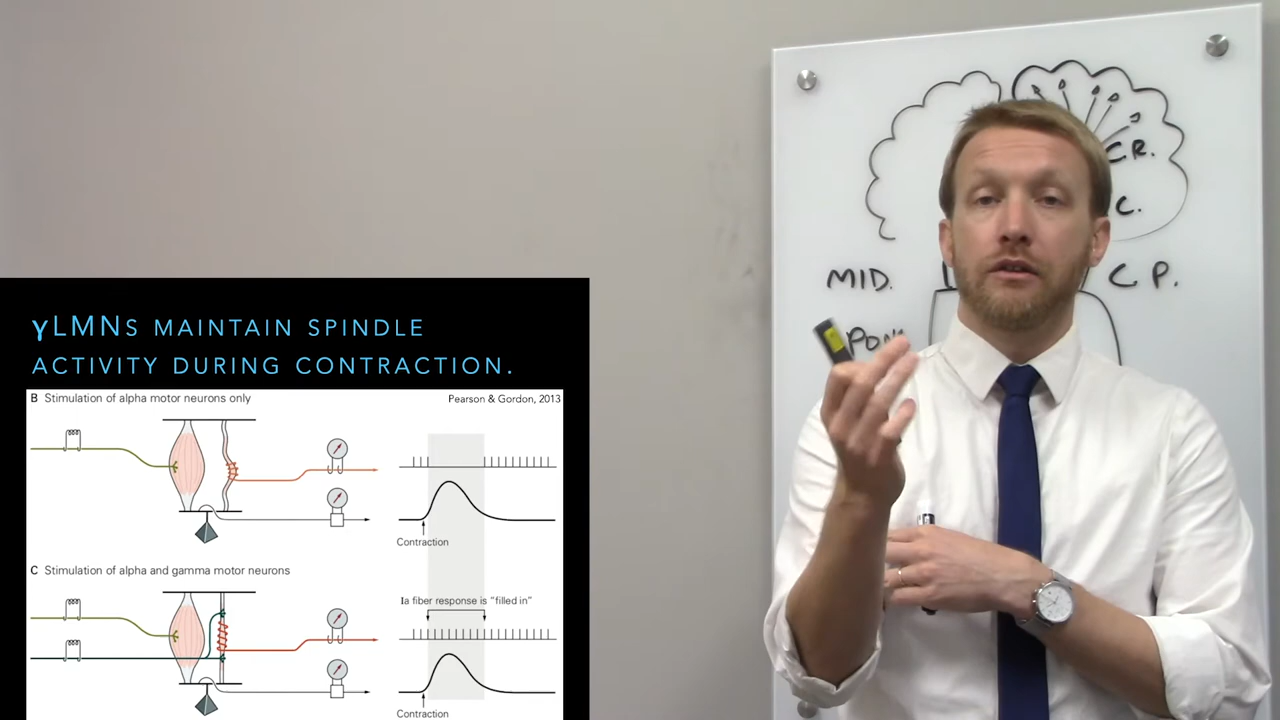 γLMNs MAINTAIN SPINDLE
ACTIVITY DURING CONTRACTION.
B Stimulation of alpha motor neurons only
Pearson & Gordon, 2013
Contraction
C Stimulation of alpha and gamma motor neurons
Ia fiber response is "filled in"
Contraction
C.R.
C.
MID.
C P.